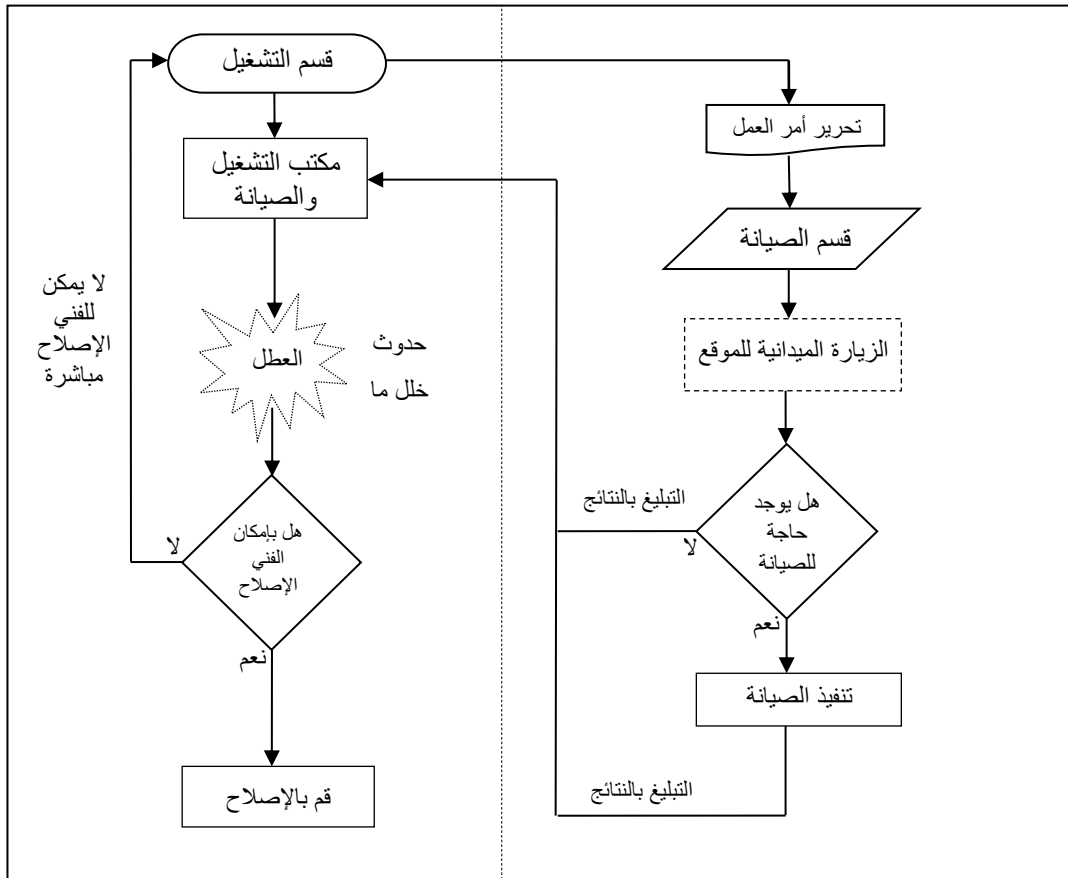 قسم التشغيل
تحرير أمر العمل
مكتب التشغيل
والصيانة
قسم الصيانة
لا يمكن
للفني
الإصلاح
مباشرة
العطل
حدوث
خلل ما
الزيارة الميدانية للموقع
هل بإمكان
الفني
الإصلاح
لا
نعم
قم بالإصلاح
هل يوجد
حاجة
للصيانة
لا
التبليغ بالنتائج
نعم
تنفيذ الصيانة
التبليغ بالنتائج